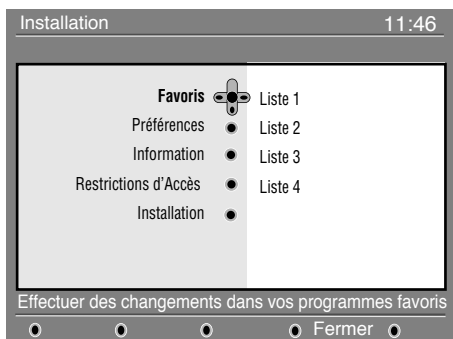 Installation 11:46
Favoris Liste 1
Préférences Liste 2
Information Liste 3
Restrictions d'Accès Liste 4
Installation
Effectuer des changements dans vos programmes favoris
Fermer